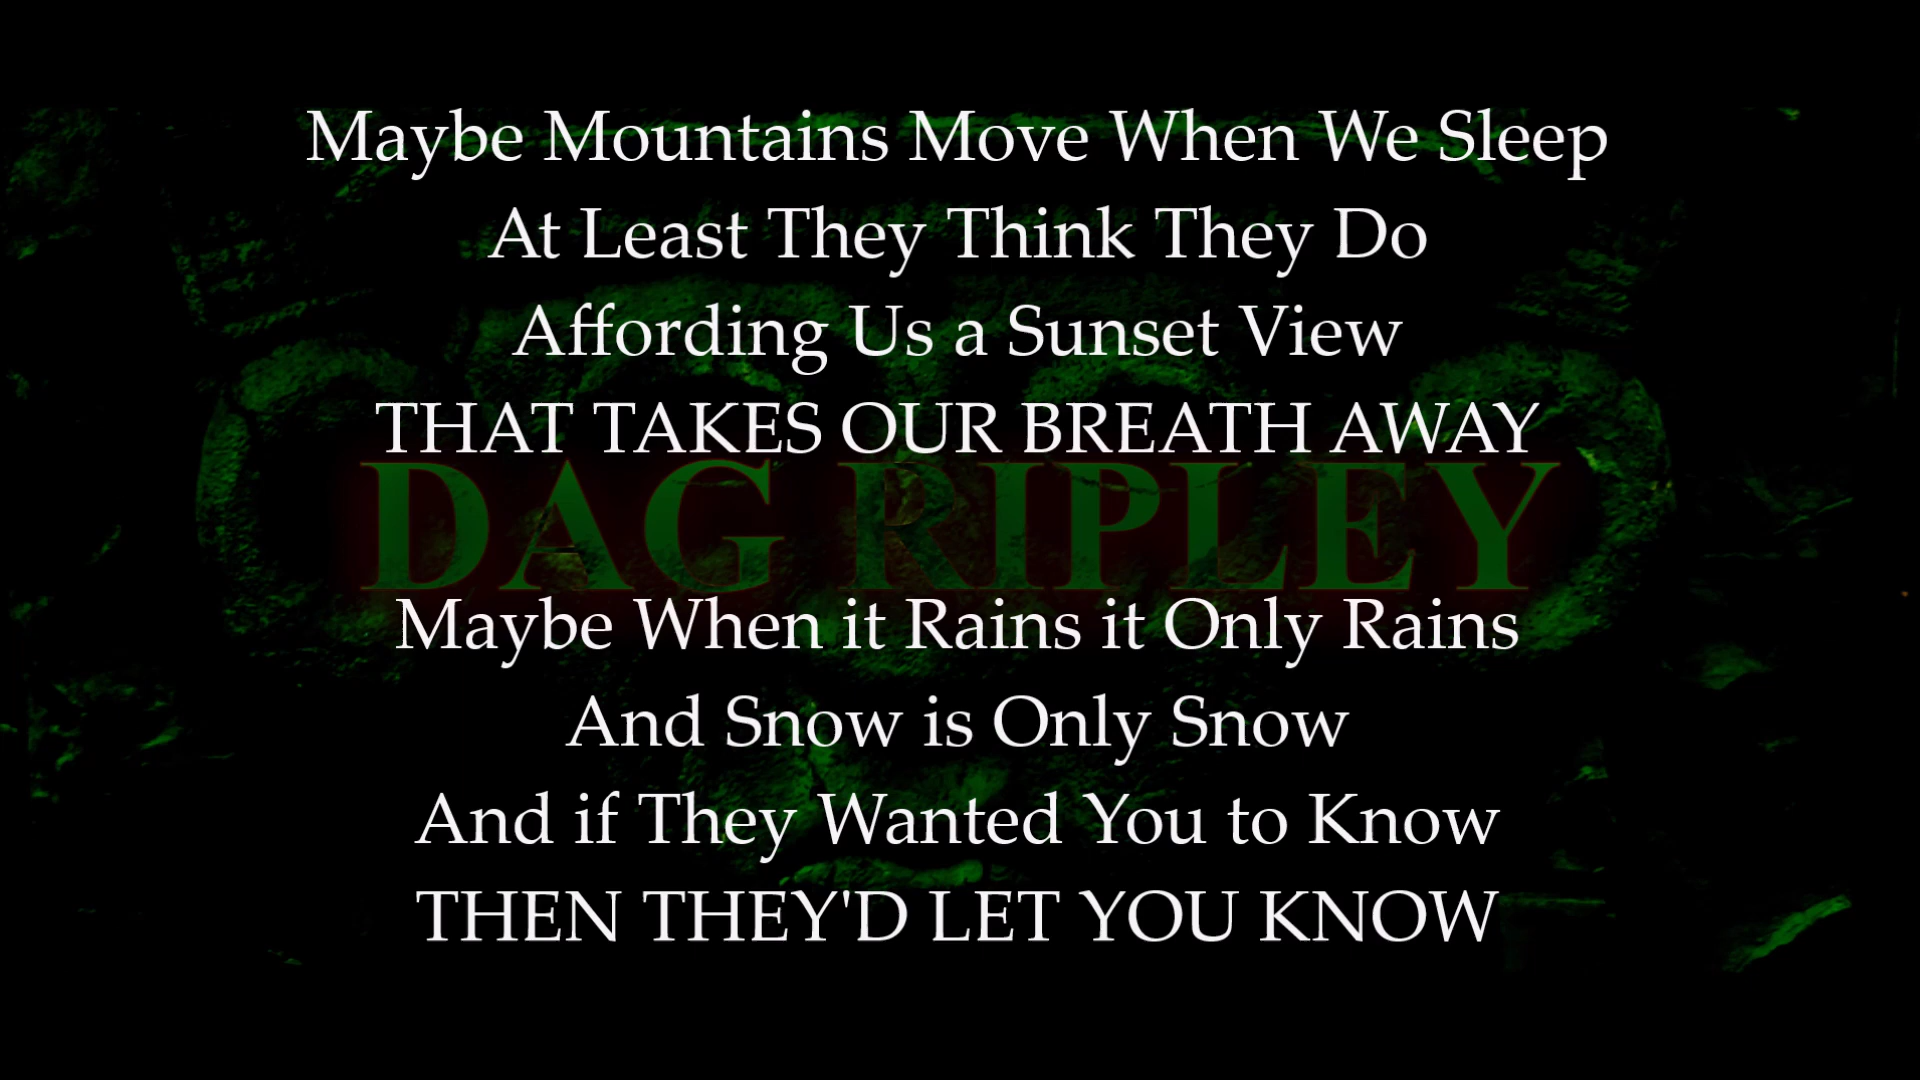 Maybe Mountains Move When We Sleep
At Least They Think They Do
Affording Us a Sunset View
THAT TAKES OUR BREATH AWAY
DAG RIPLEY
Maybe When it Rains it Only Rains
And Snow is Only Snow
And if They Wanted You to Know
THEN THEY'D LET YOU KNOW